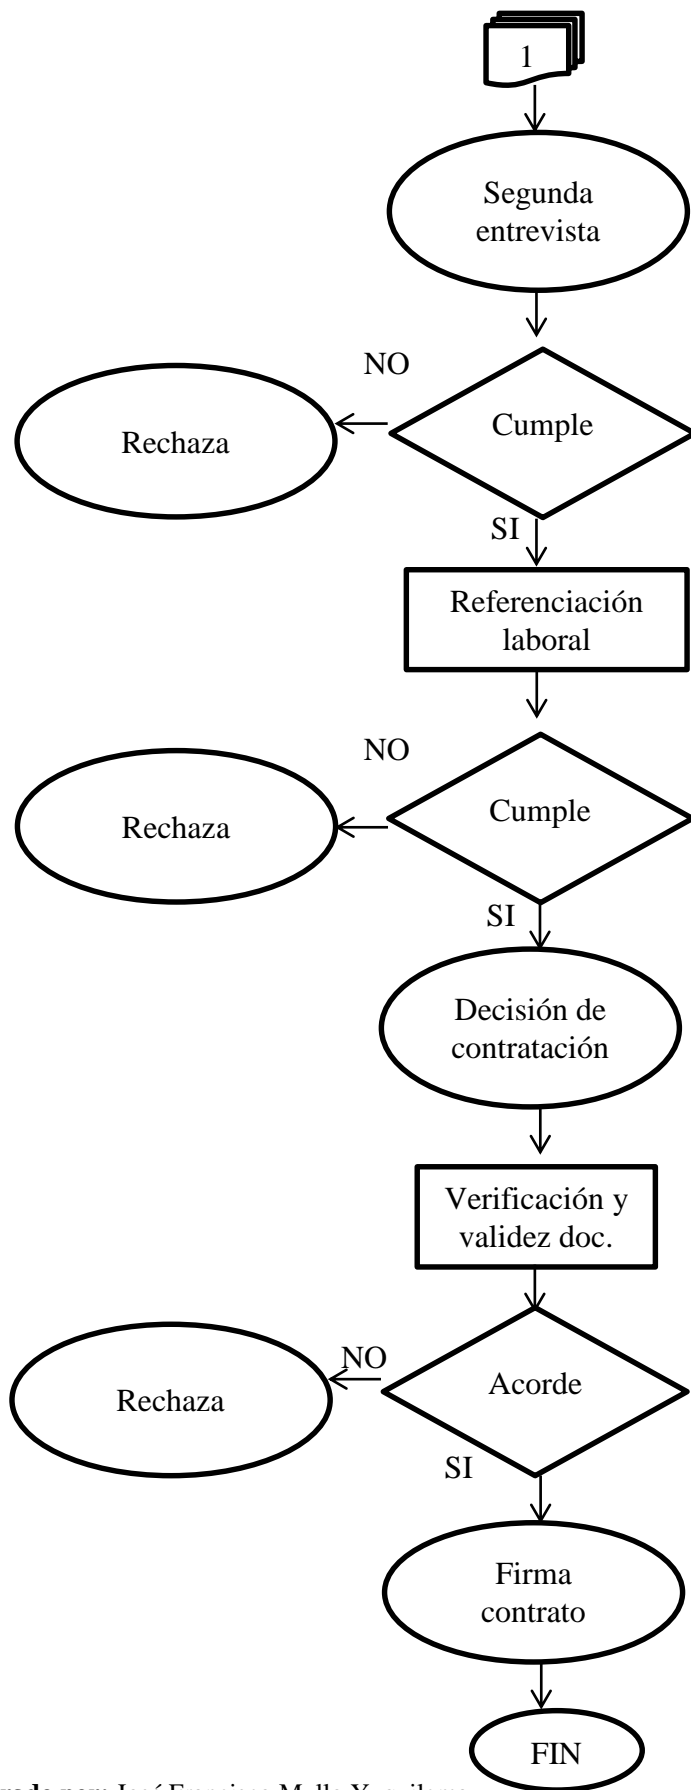 1
Segunda
entrevista
NO
Rechaza
Cumple
SI
Referenciación
laboral
NO
Rechaza
Cumple
SI
Decisión de
contratación
Verificación y
validez doc.
NO
Rechaza
Acorde
SI
Firma
contrato
FIN